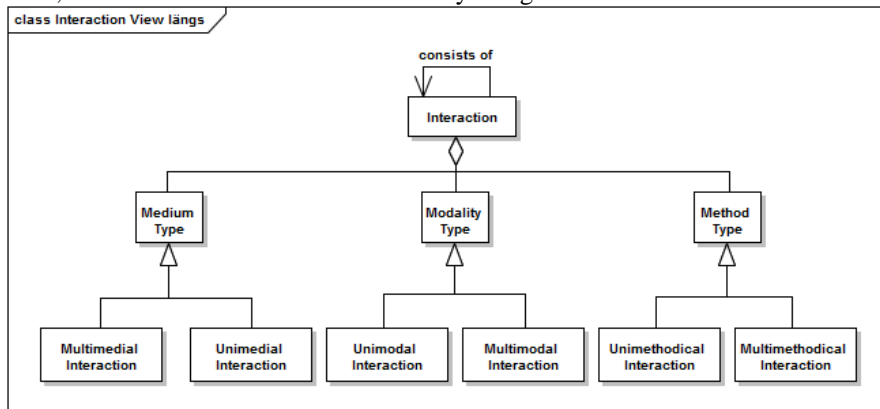 class Interaction View längs
consists of
Interaction
Medium
Type
Modality
Type
Method
Type
Multimedial
Interaction
Unimedial
Interaction
Unimodal
Interaction
Multimodal
Interaction
Unimethodical
Interaction
Multimethodical
Interaction